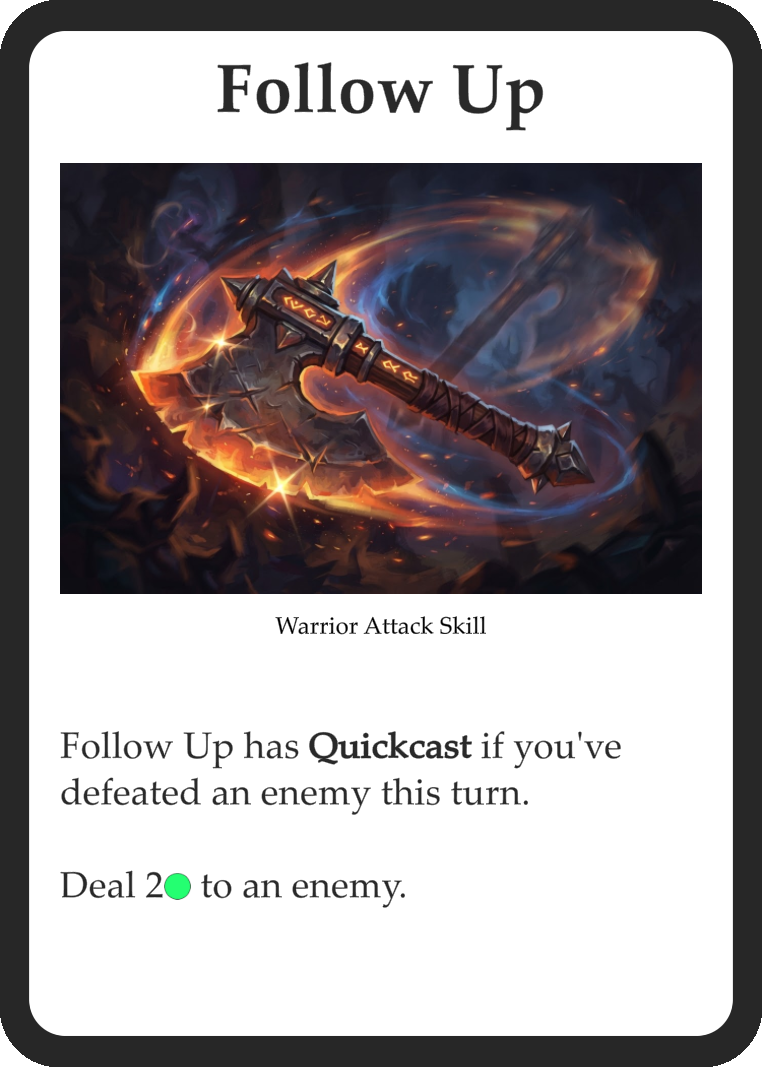 Follow Up
Warrior Attack Skill
Follow Up has Quickcast if you've
defeated an enemy this turn.
Deal 2 to an enemy.